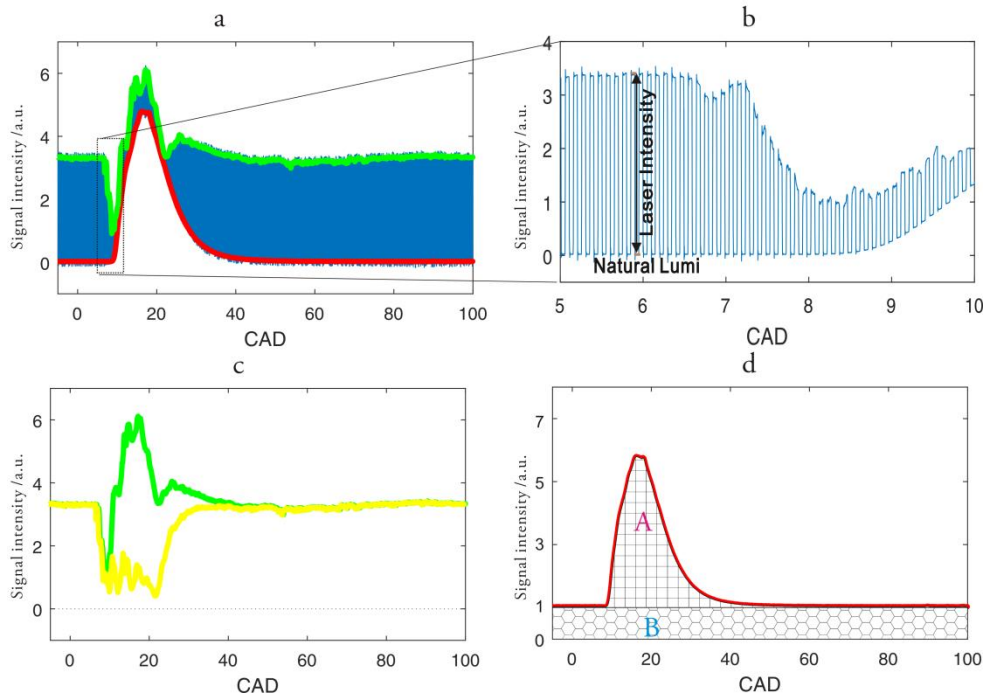 a
Signal intensity /a.u.
6
4
2
0
0 20 40 60 80 100
CAD
b
Signal intensity /a.u.
4
3
2
1
0
Laser Intensity
Natural Lumi
5 6 7 8 9 10
CAD
c
Signal intensity /a.u.
6
4
2
0
0 20 40 60 80 100
CAD
d
Signal intensity /a.u.
7
5
3
1
0
A
B
0 20 40 60 80 100
CAD